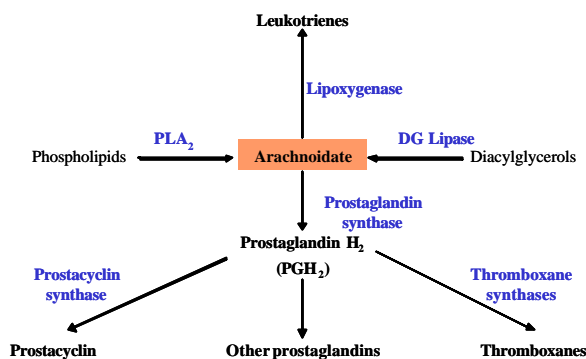 Leukotrienes
Lipoxygenase
PLA2
DG Lipase
Phospholipids
Arachnoidate
Diacylglycerols
Prostaglandin
synthase
Prostaglandin H2
(PGH2)
Prostacyclin
synthase
Thromboxane
synthases
Prostacyclin
Other prostaglandins
Thromboxanes